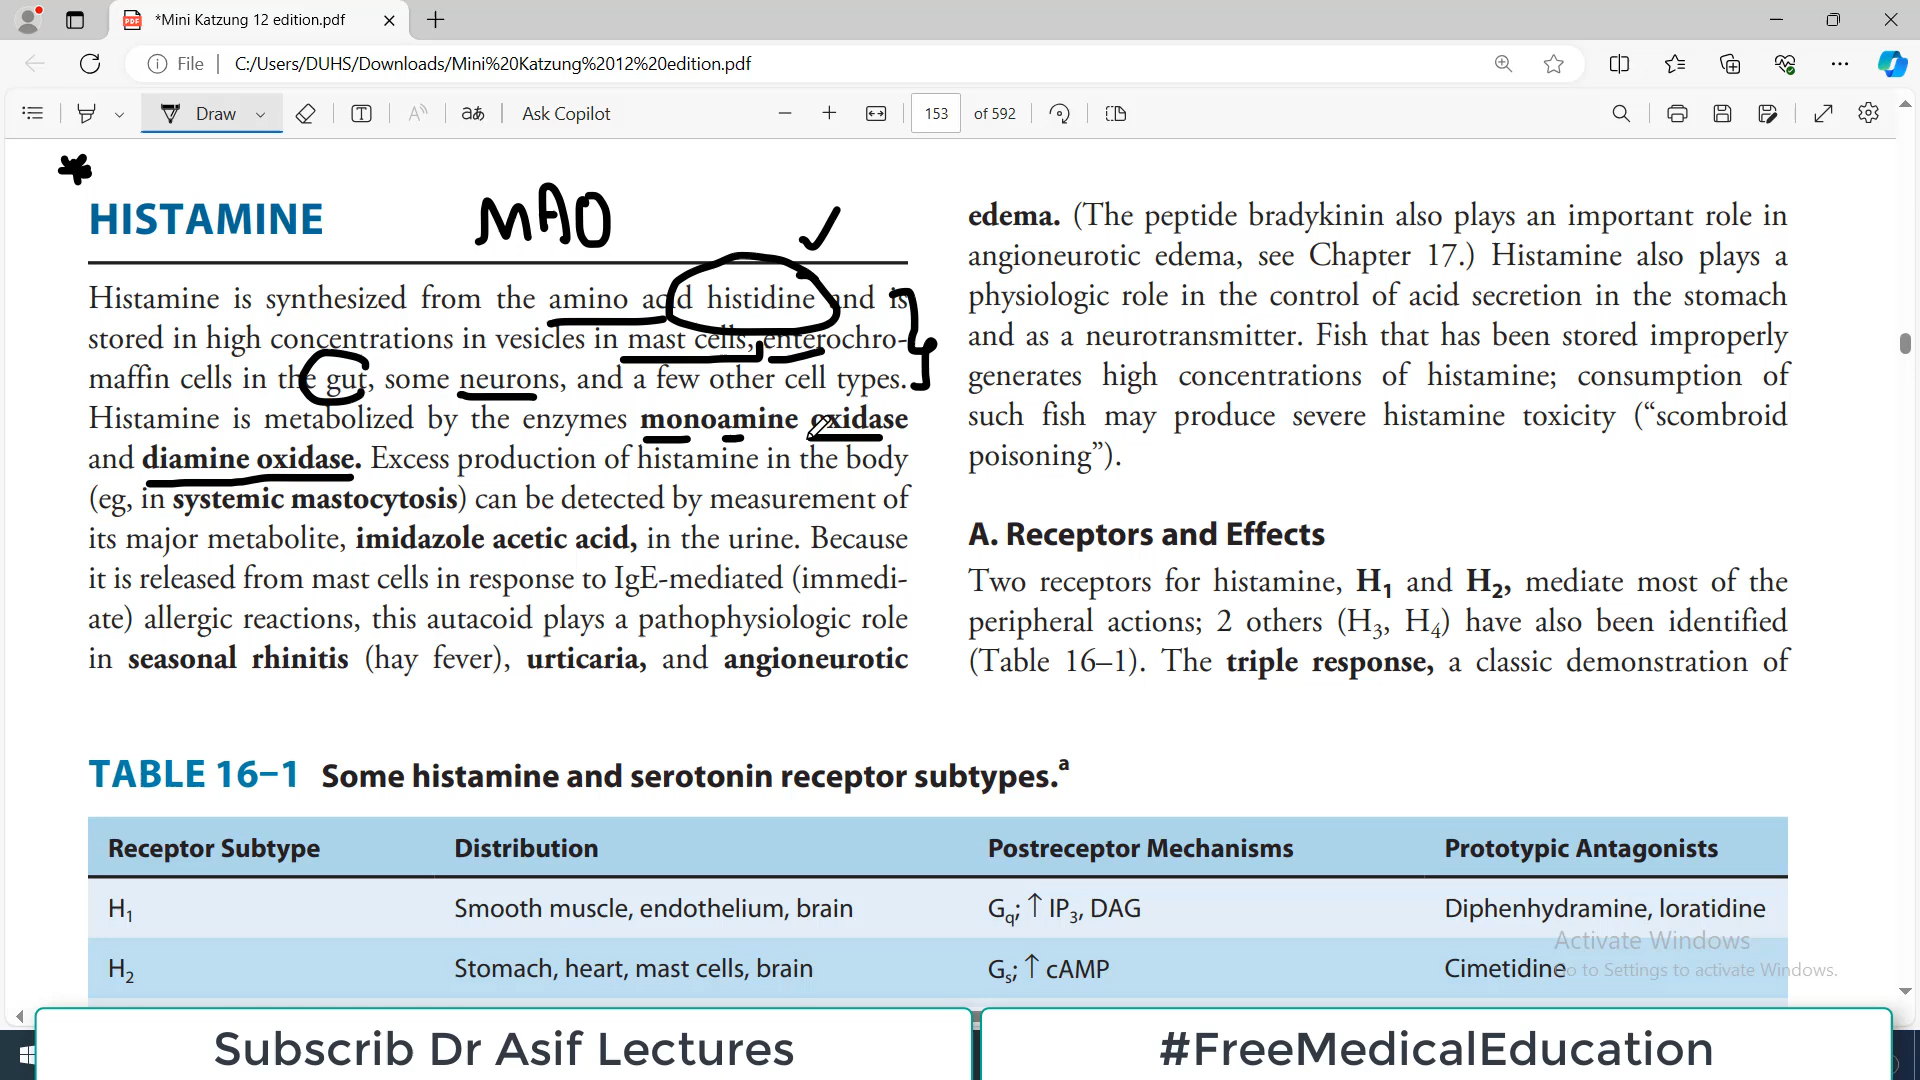 *Mini Katzung 12 edition.pdf
File
C:/Users/DUHS/Downloads/Mini%20Katzung%2012%20edition.pdf
Draw
Ask Copilot
153 of 592
HISTAMINE
MAO
Histamine is synthesized from the amino acid histidine and is
stored in high concentrations in vesicles in mast cells, enterochro-
maffin cells in the gut, some neurons, and a few other cell types.
Histamine is metabolized by the enzymes monoamine oxidase
and diamine oxidase. Excess production of histamine in the body
(eg, in systemic mastocytosis) can be detected by measurement of
its major metabolite, imidazole acetic acid, in the urine. Because
it is released from mast cells in response to IgE-mediated (immedi-
ate) allergic reactions, this autacoid plays a pathophysiologic role
in seasonal rhinitis (hay fever), urticaria, and angioneurotic
edema. (The peptide bradykinin also plays an important role in
angioneurotic edema, see Chapter 17.) Histamine also plays a
physiologic role in the control of acid secretion in the stomach
and as a neurotransmitter. Fish that has been stored improperly
generates high concentrations of histamine; consumption of
such fish may produce severe histamine toxicity (“scombroid
poisoning”).
A. Receptors and Effects
Two receptors for histamine, H1 and H2, mediate most of the
peripheral actions; 2 others (H3, H4) have also been identified
(Table 16–1). The triple response, a classic demonstration of
TABLE 16–1 Some histamine and serotonin receptor subtypes.a
Receptor Subtype Distribution Postreceptor Mechanisms Prototypic Antagonists
H1 Smooth muscle, endothelium, brain Gq; ↑ IP3, DAG Diphenhydramine, loratidine
H2 Stomach, heart, mast cells, brain Gs; ↑ cAMP Cimetidine
Activate Windows
Go to Settings to activate Windows.
Subscrib Dr Asif Lectures
#FreeMedicalEducation